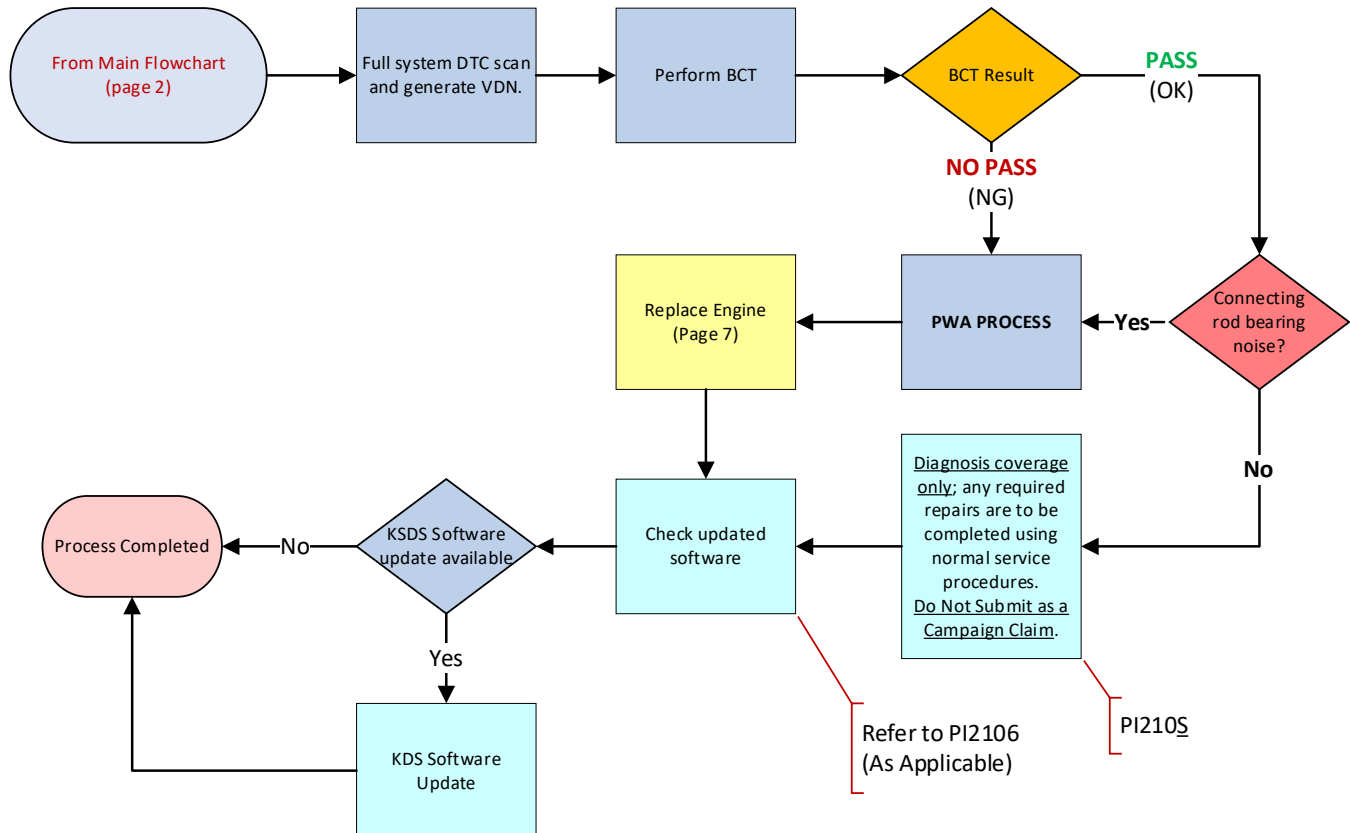 From Main Flowchart
(page 2)
Full system DTC scan
and generate VDN.
Perform BCT
BCT Result
PASS
(OK)
NO PASS
(NG)
Replace Engine
(Page 7)
PWA PROCESS
Yes
Connecting
rod bearing
noise?
No
Diagnosis coverage
only; any required
repairs are to be
completed using
normal service
procedures.
Do Not Submit as a
Campaign Claim.
Check updated
software
KSDS Software
update available
No
Process Completed
Yes
KDS Software
Update
Refer to PI2106
(As Applicable)
PI210S